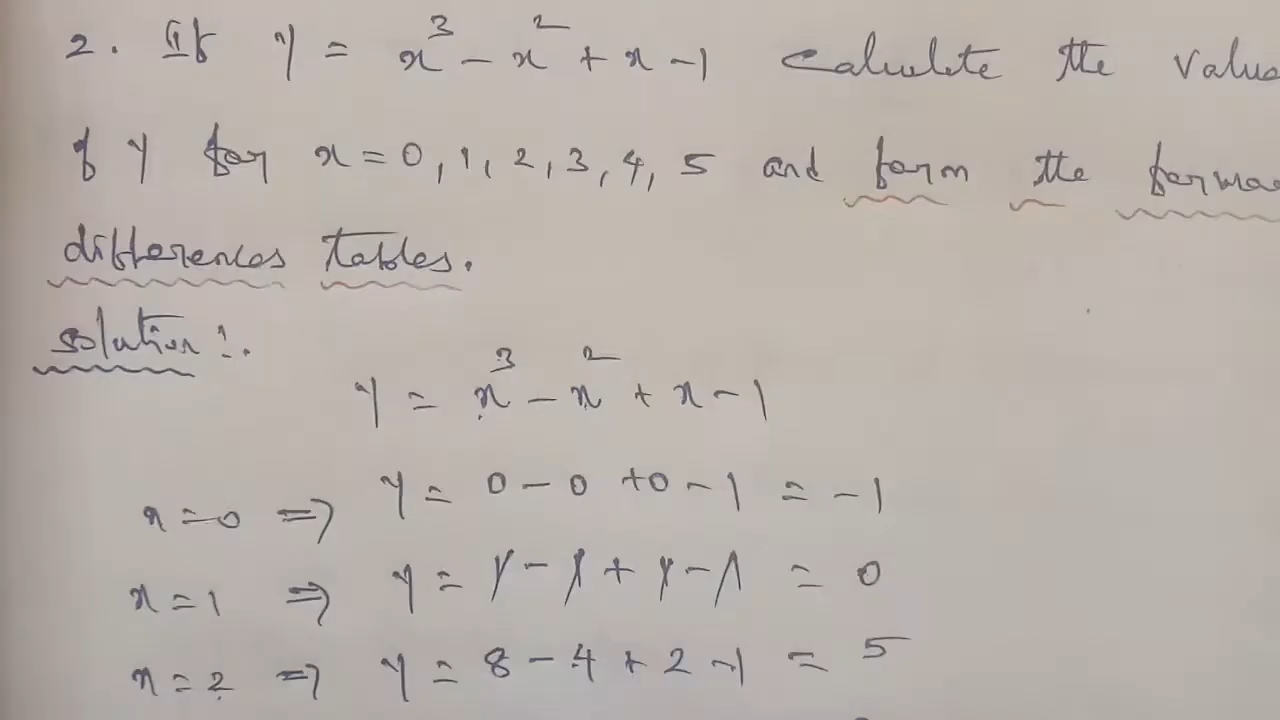 2. If y = x³ - x² + x - 1 calculate the value
of y for x = 0, 1, 2, 3, 4, 5 and form the
differences tables.
solution :.
y = x³ - x² + x - 1
x = 0 ⇒ y = 0 - 0 + 0 - 1 = -1
x = 1 ⇒ y = 1 - 1 + 1 - 1 = 0
x = 2 ⇒ y = 8 - 4 + 2 - 1 = 5